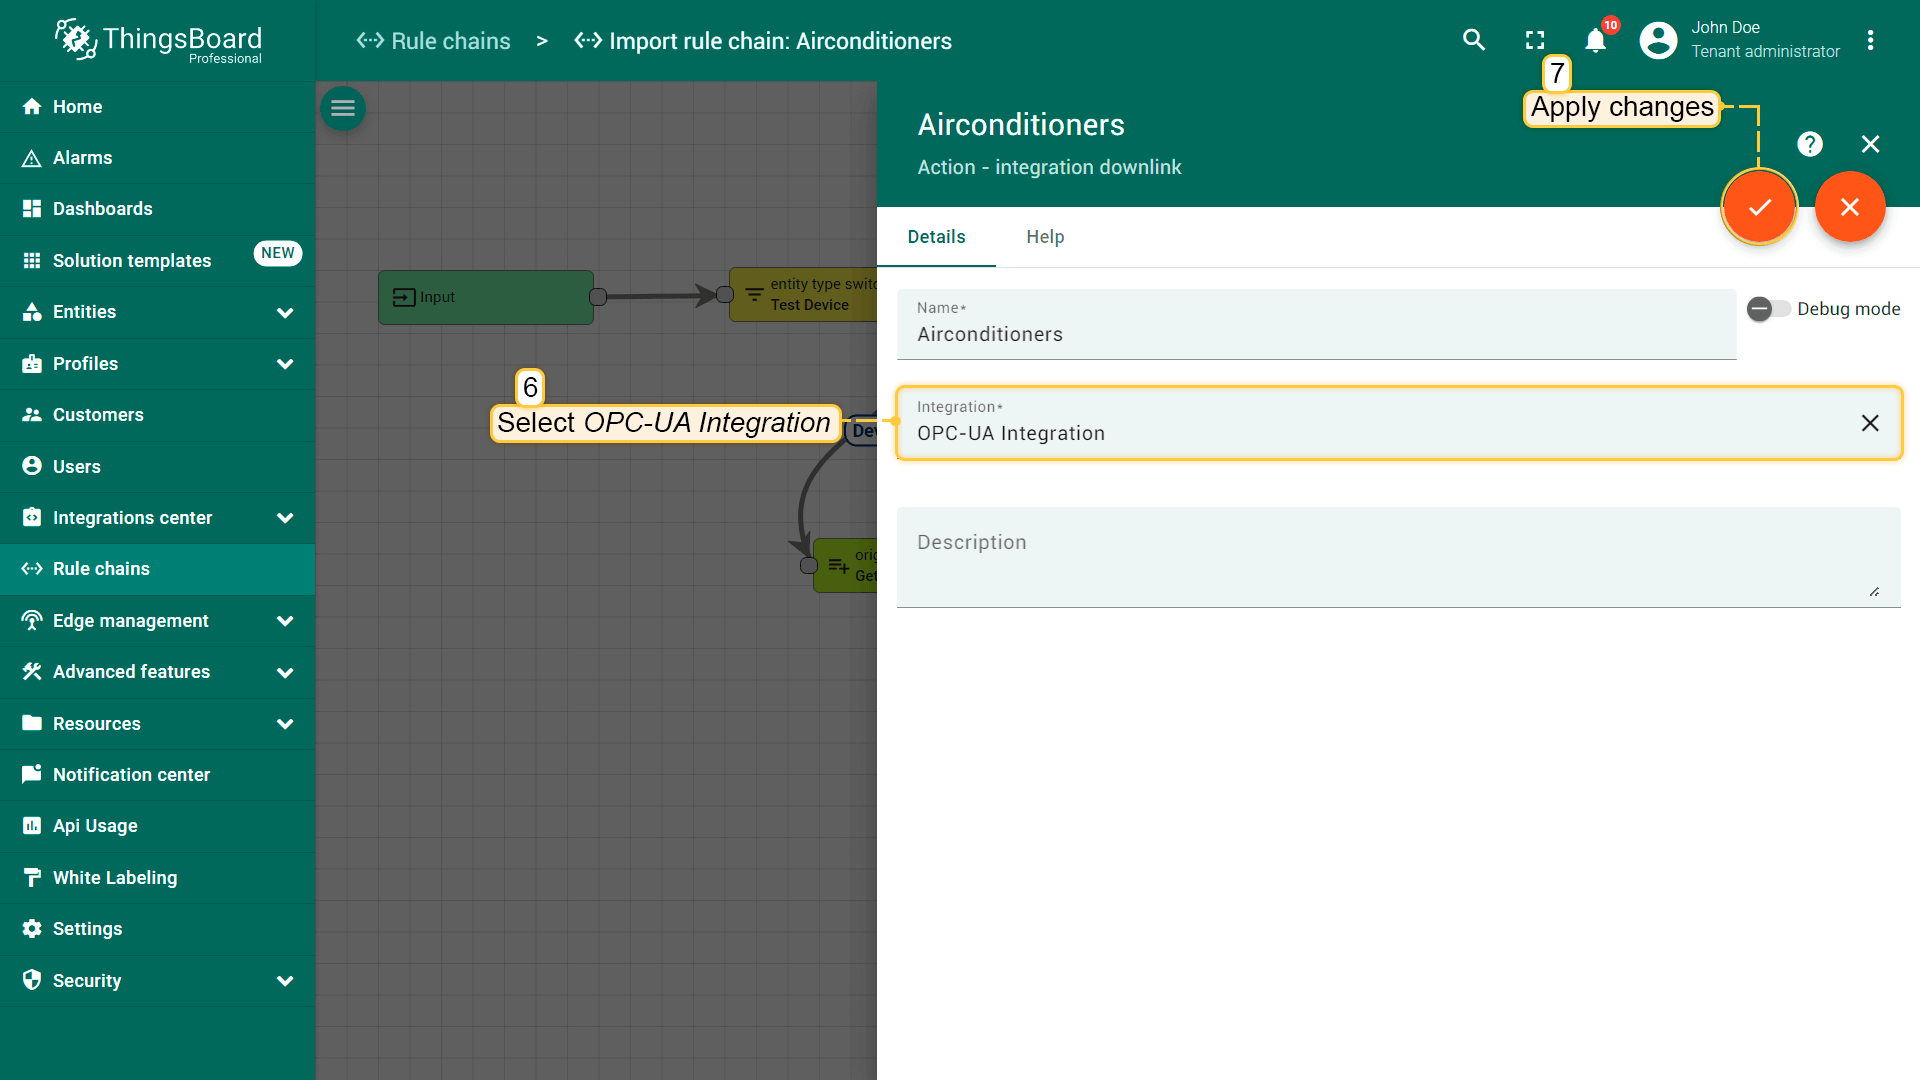 ThingsBoard
Professional
Rule chains > Import rule chain: Airconditioners
10
John Doe
Tenant administrator
Home
Alarms
Dashboards
Solution templates
NEW
Entities
Profiles
Customers
Users
Integrations center
Rule chains
Edge management
Advanced features
Resources
Notification center
Api Usage
White Labeling
Settings
Security
Input
entity type swit
Test Device
6
Select OPC-UA Integration
Dev
orig
Get
7
Apply changes
Airconditioners
Action - integration downlink
?
Details
Help
Name*
Airconditioners
Debug mode
Integration*
OPC-UA Integration
Description